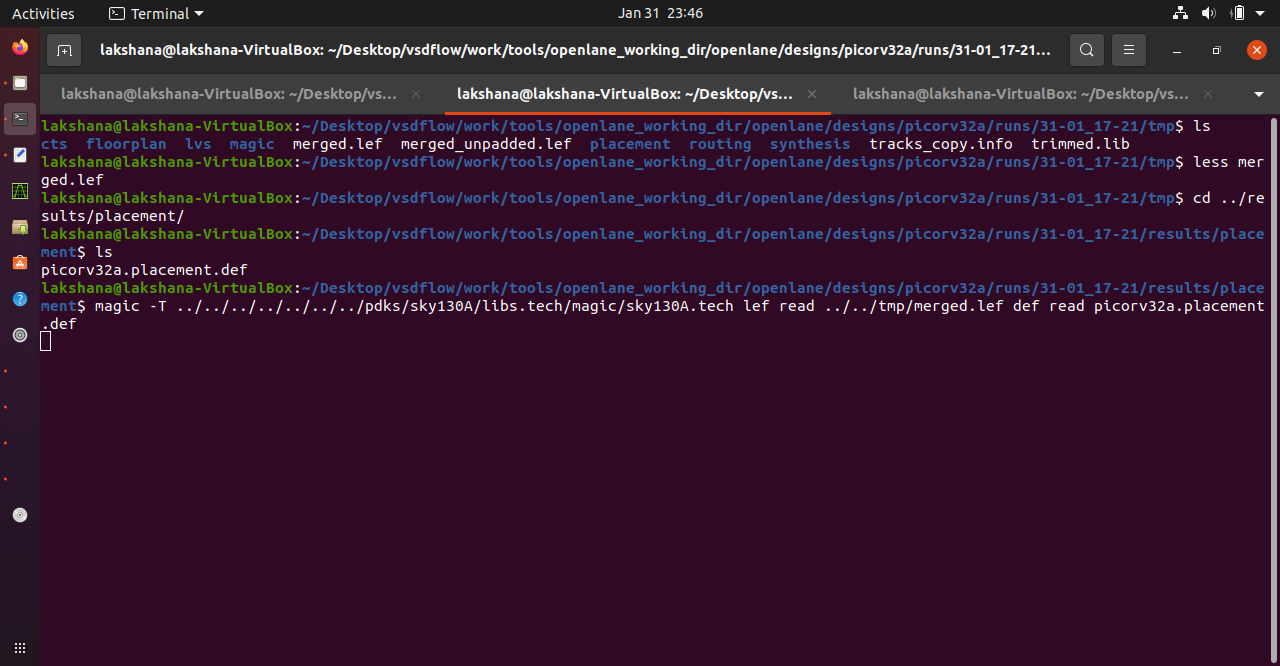 Activities Terminal Jan 31 23:46
lakshana@lakshana-VirtualBox: ~/Desktop/vsdflow/work/tools/openlane_working_dir/openlane/designs/picorv32a/runs/31-01_17-21...
lakshana@lakshana-VirtualBox: ~/Desktop/vs... lakshana@lakshana-VirtualBox: ~/Desktop/vs... lakshana@lakshana-VirtualBox: ~/Desktop/vs...
lakshana@lakshana-VirtualBox:~/Desktop/vsdflow/work/tools/openlane_working_dir/openlane/designs/picorv32a/runs/31-01_17-21/tmp$ ls
cts floorplan lvs magic merged.lef merged_unpadded.lef placement routing synthesis tracks_copy.info trimmed.lib
lakshana@lakshana-VirtualBox:~/Desktop/vsdflow/work/tools/openlane_working_dir/openlane/designs/picorv32a/runs/31-01_17-21/tmp$ less mer
ged.lef
lakshana@lakshana-VirtualBox:~/Desktop/vsdflow/work/tools/openlane_working_dir/openlane/designs/picorv32a/runs/31-01_17-21/tmp$ cd ../re
sults/placement/
lakshana@lakshana-VirtualBox:~/Desktop/vsdflow/work/tools/openlane_working_dir/openlane/designs/picorv32a/runs/31-01_17-21/results/place
ment$ ls
picorv32a.placement.def
lakshana@lakshana-VirtualBox:~/Desktop/vsdflow/work/tools/openlane_working_dir/openlane/designs/picorv32a/runs/31-01_17-21/results/place
ment$ magic -T ../../../../../../../pdks/sky130A/libs.tech/magic/sky130A.tech lef read ../../tmp/merged.lef def read picorv32a.placement
.def